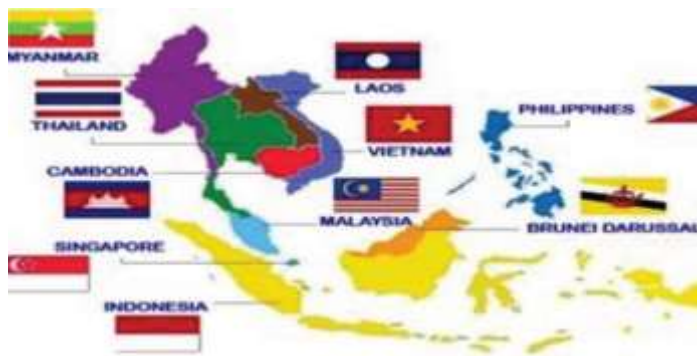 MYANMAR
LAOS
PHILIPPINES
THAILAND
VIETNAM
CAMBODIA
MALAYSIA
BRUNEI DARUSSAL
SINGAPORE
INDONESIA